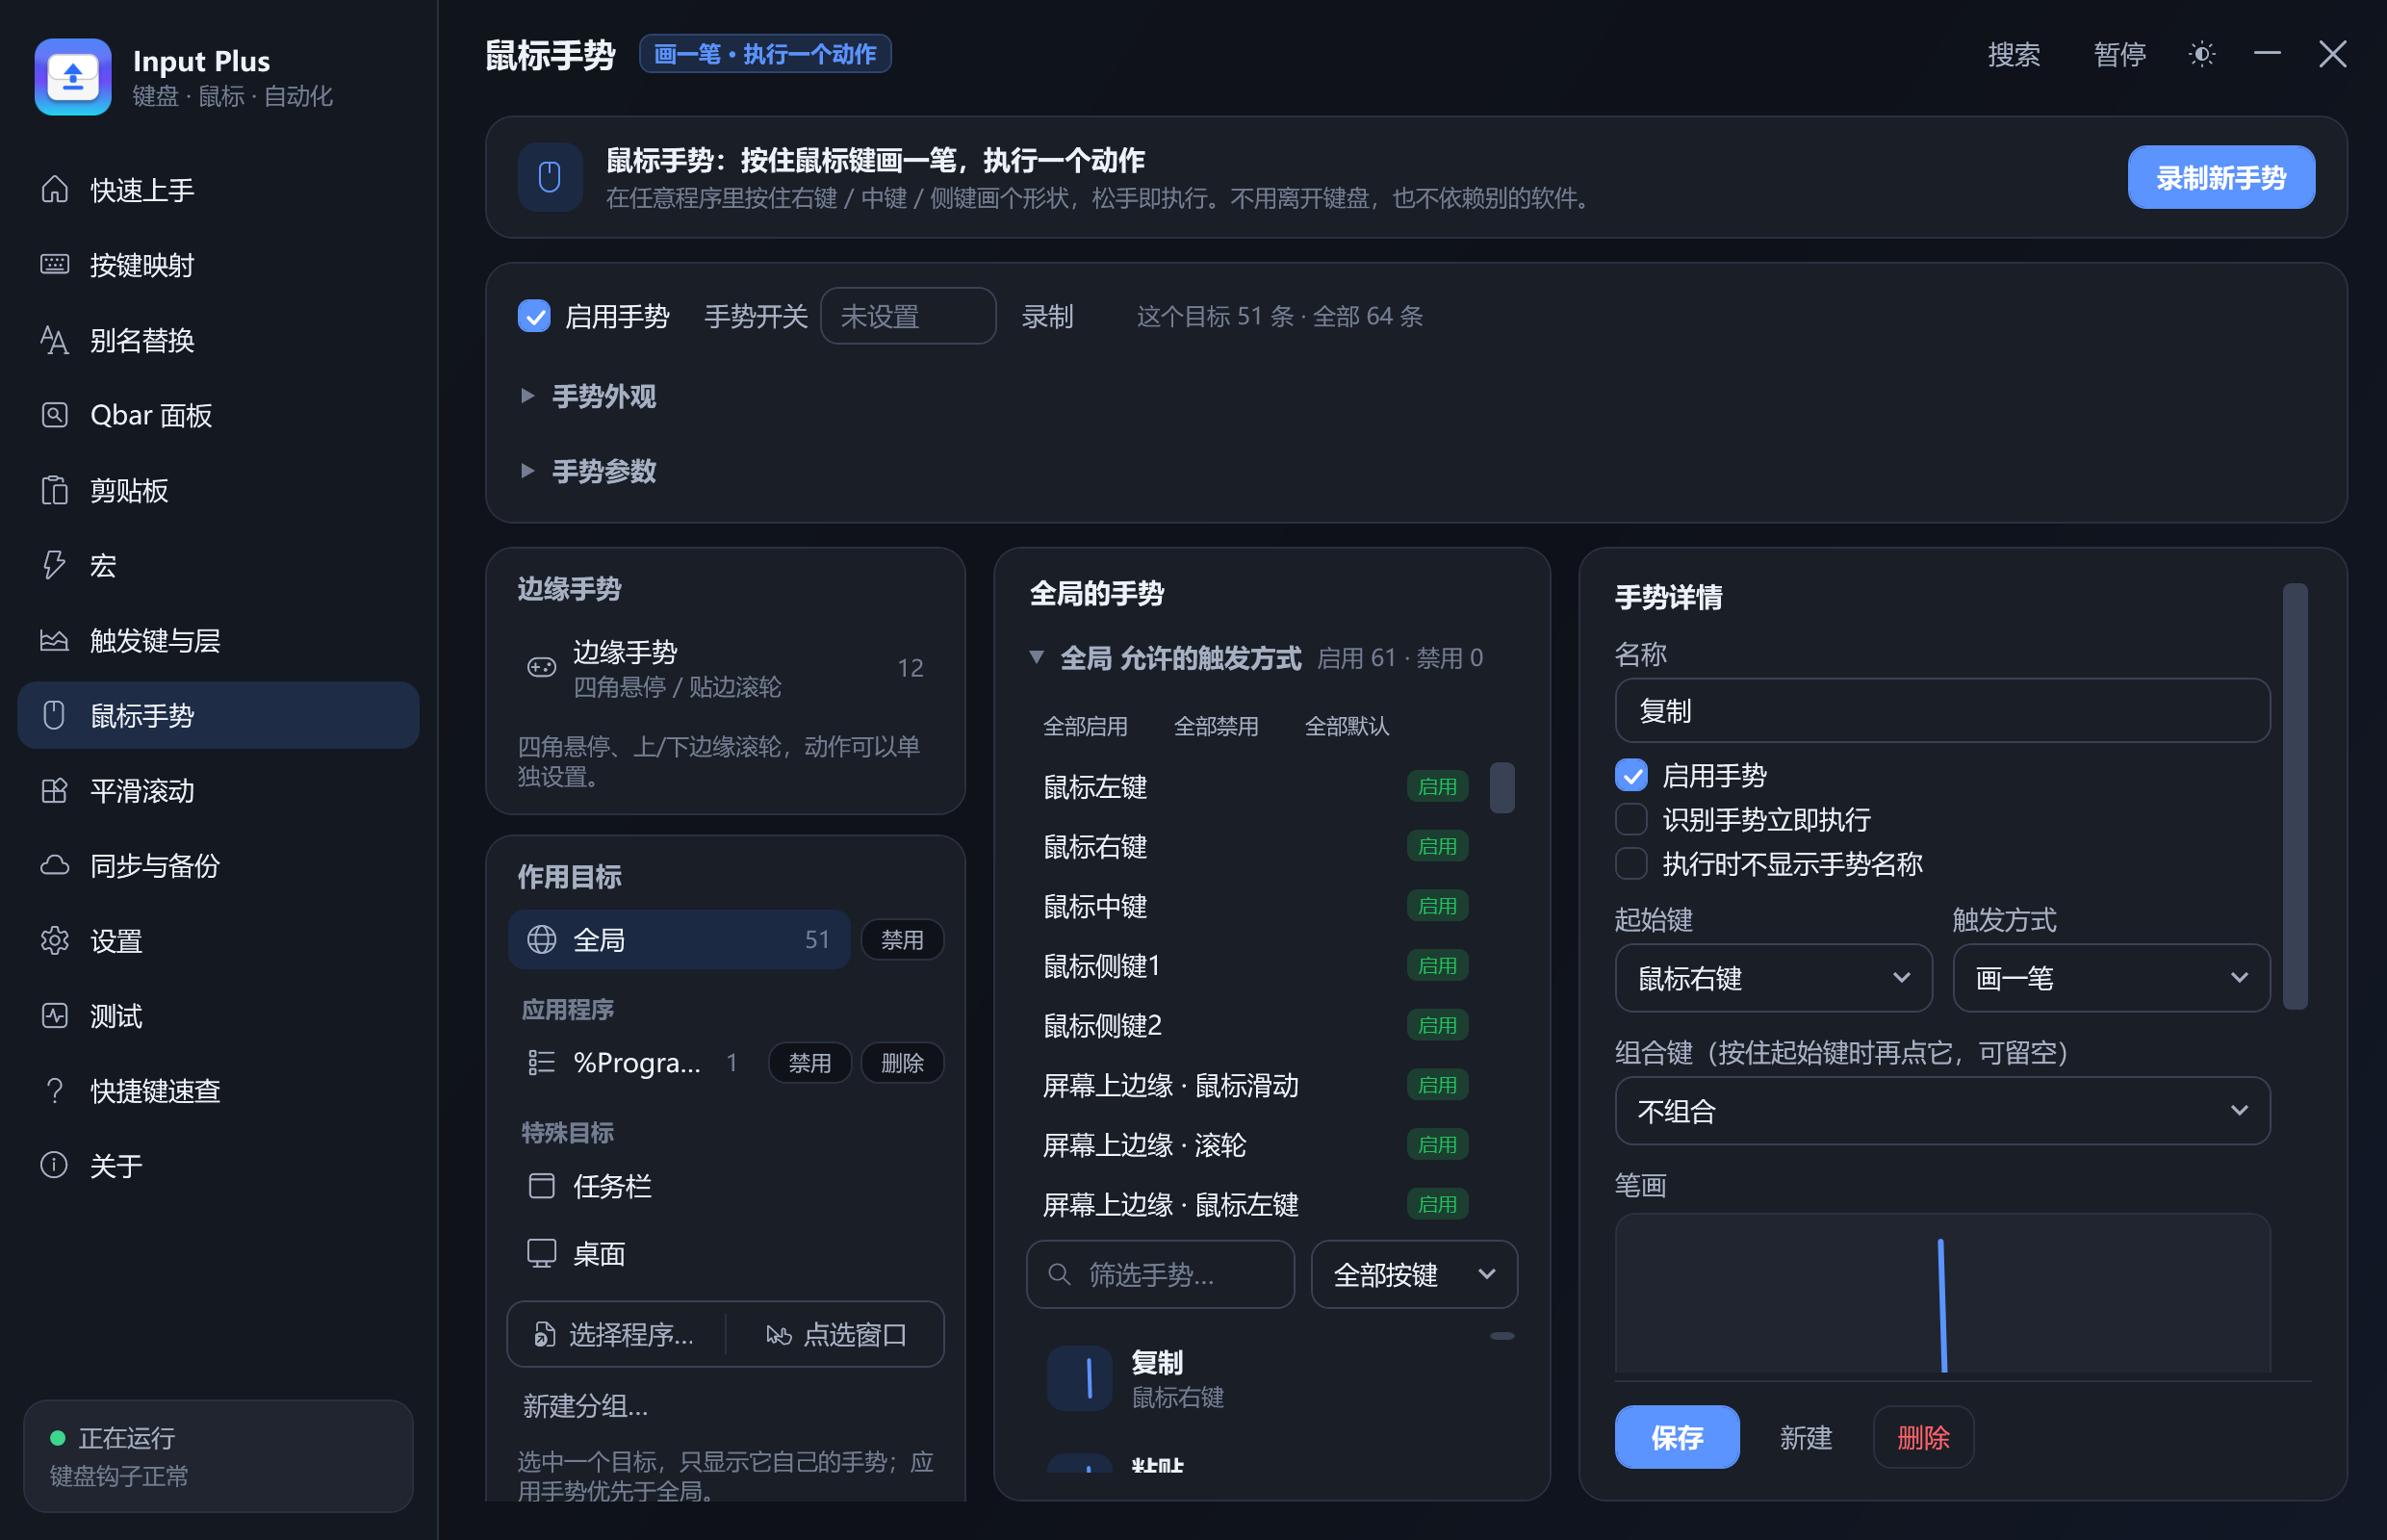 Input Plus
键盘 · 鼠标 · 自动化
快速上手
按键映射
别名替换
Qbar 面板
剪贴板
宏
触发键与层
鼠标手势
平滑滚动
同步与备份
设置
测试
快捷键速查
关于
正在运行
键盘钩子正常
鼠标手势
画一笔 • 执行一个动作
搜索
暂停
鼠标手势：按住鼠标键画一笔，执行一个动作
在任意程序里按住右键 / 中键 / 侧键画个形状，松手即执行。不用离开键盘，也不依赖别的软件。
录制新手势
启用手势
手势开关
未设置
录制
这个目标 51 条 · 全部 64 条
手势外观
手势参数
边缘手势
边缘手势
四角悬停 / 贴边滚轮
12
四角悬停、上/下边缘滚轮，动作可以单
独设置。
作用目标
全局
51
禁用
应用程序
%Progra...
1
禁用
删除
特殊目标
任务栏
桌面
选择程序...
点选窗口
新建分组...
选中一个目标，只显示它自己的手势；应
用手势优先于全局。
全局的手势
全局 允许的触发方式
启用 61 · 禁用 0
全部启用
全部禁用
全部默认
鼠标左键
启用
鼠标右键
启用
鼠标中键
启用
鼠标侧键1
启用
鼠标侧键2
启用
屏幕上边缘 · 鼠标滑动
启用
屏幕上边缘 · 滚轮
启用
屏幕上边缘 · 鼠标左键
启用
筛选手势...
全部按键
复制
鼠标右键
粘贴
手势详情
名称
复制
启用手势
识别手势立即执行
执行时不显示手势名称
起始键
触发方式
鼠标右键
画一笔
组合键（按住起始键时再点它，可留空）
不组合
笔画
保存
新建
删除